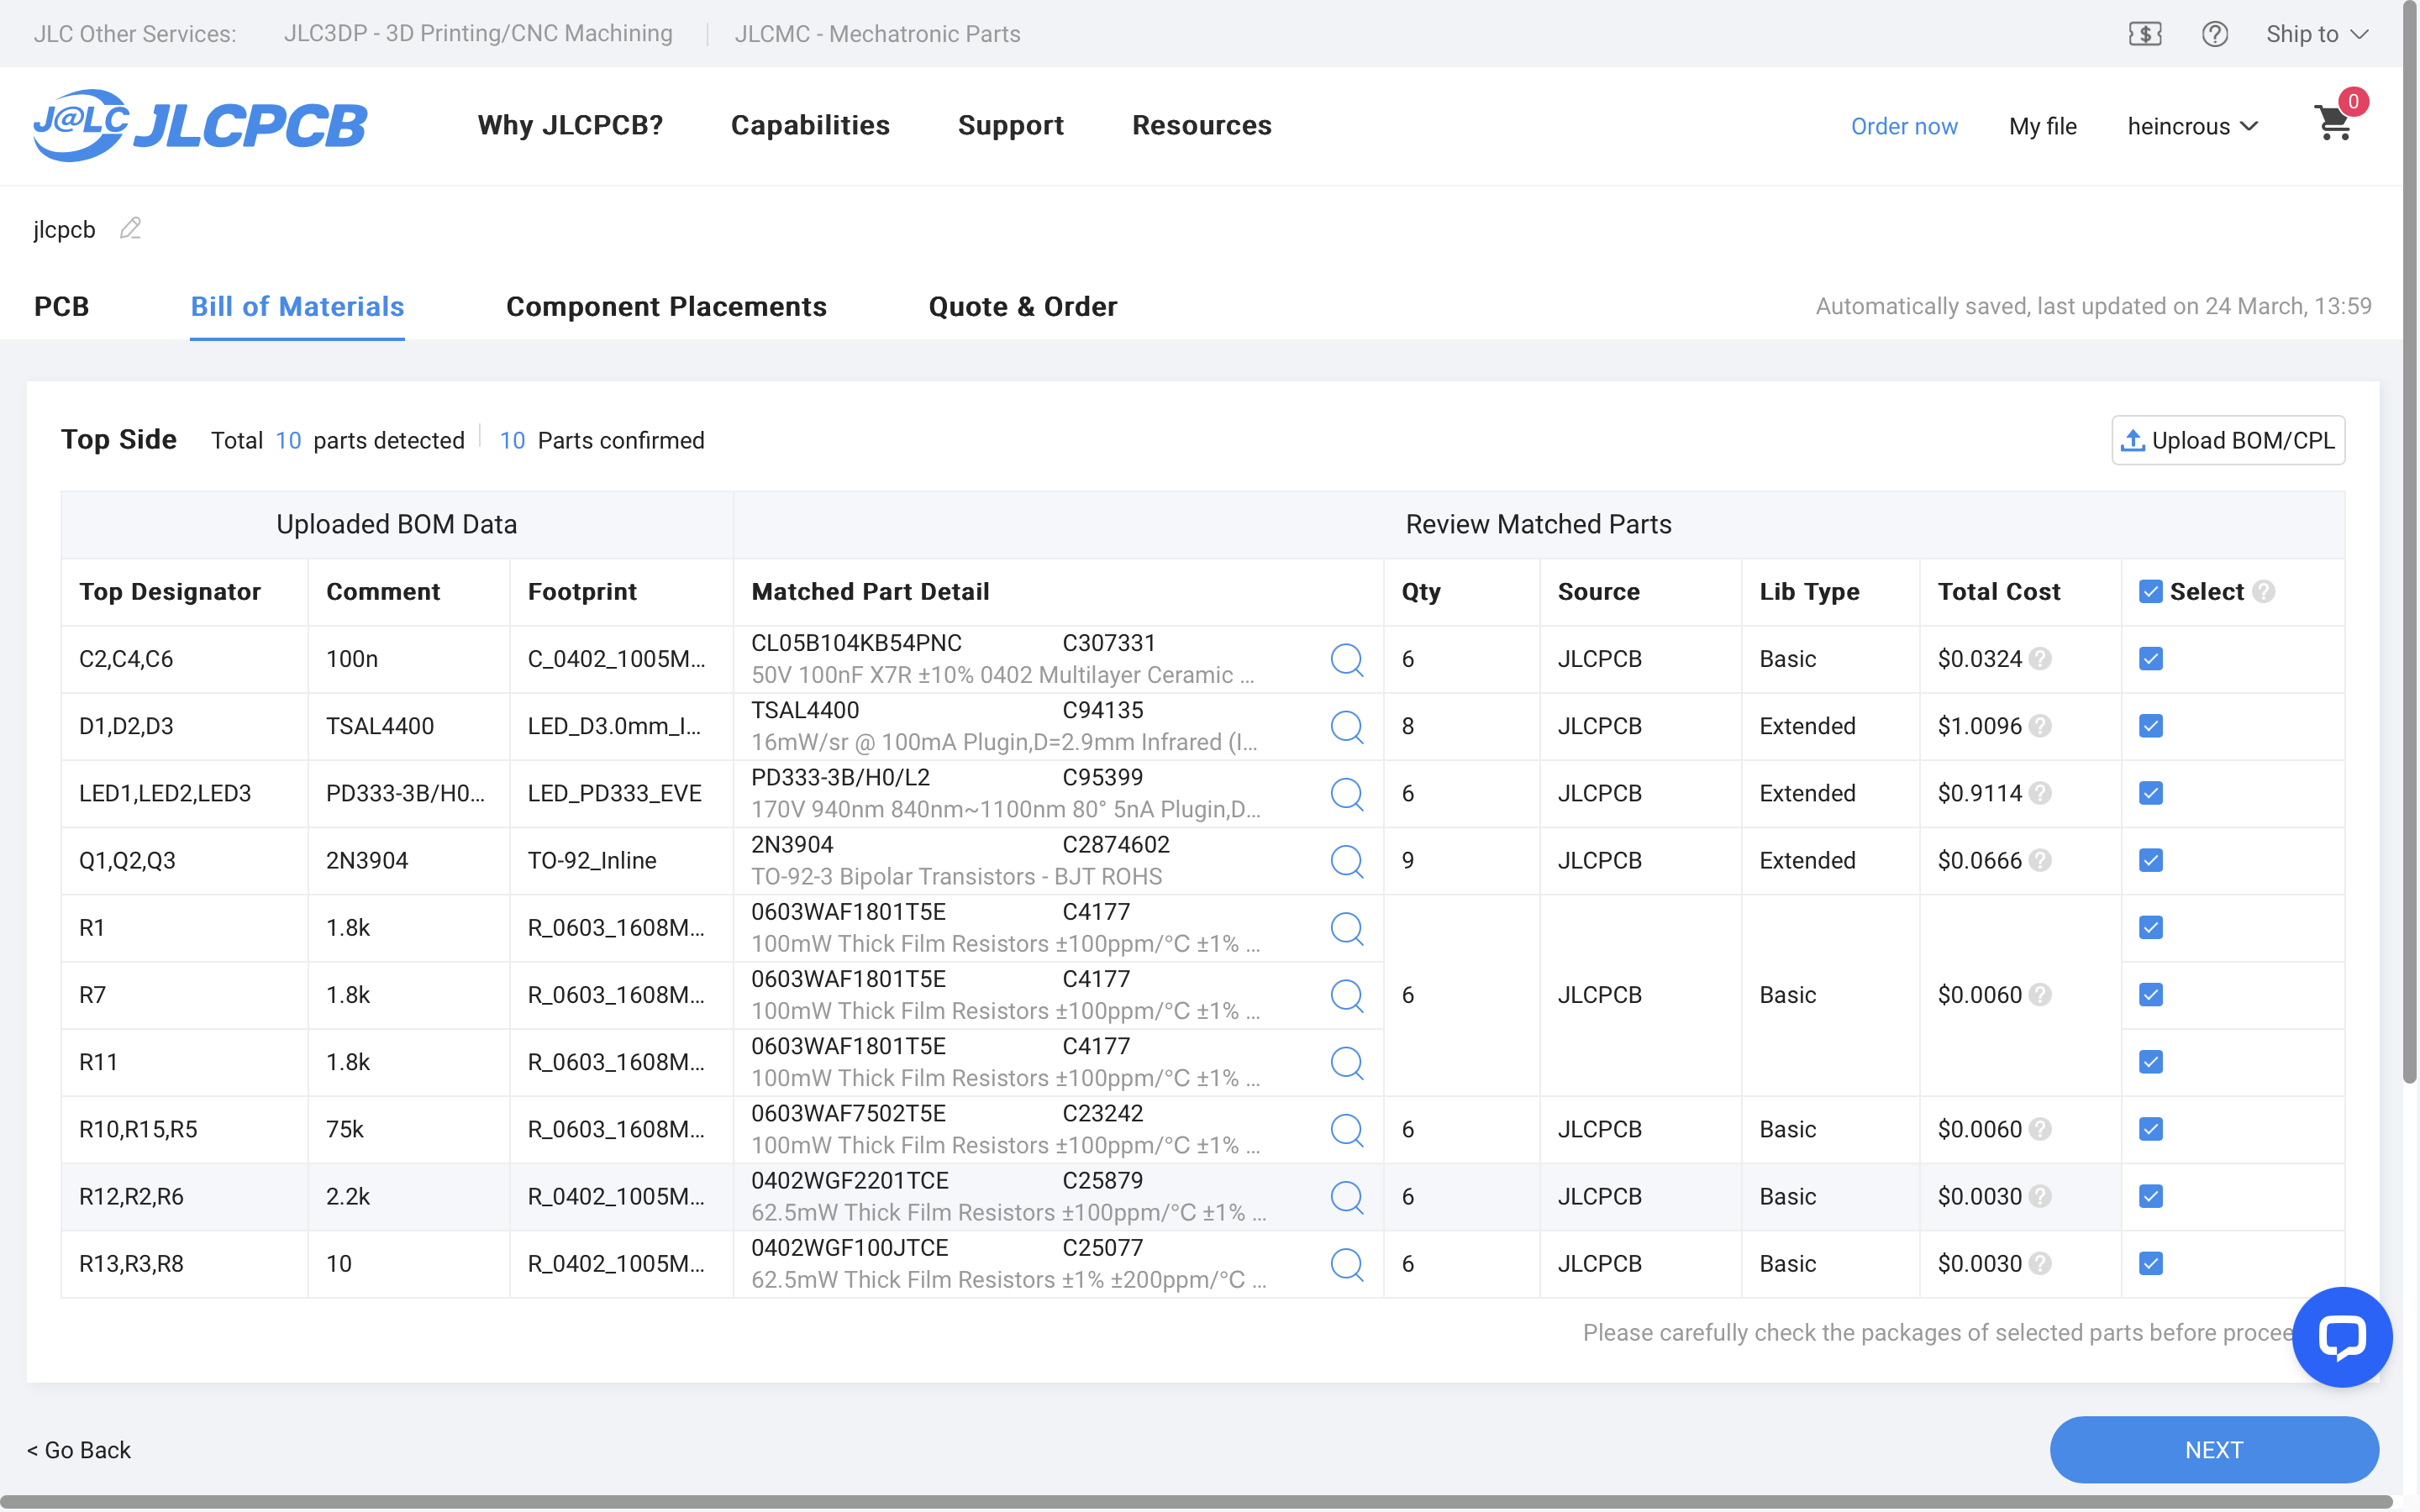 JLC Other Services: JLC3DP - 3D Printing/CNC Machining JLCMC - Mechatronic Parts Ship to
J@LC JLCPCB Why JLCPCB? Capabilities Support Resources Order now My file heincrous 0
jlcpcb
PCB Bill of Materials Component Placements Quote & Order Automatically saved, last updated on 24 March, 13:59
Top Side Total 10 parts detected 10 Parts confirmed Upload BOM/CPL
Uploaded BOM Data Review Matched Parts
Top Designator Comment Footprint Matched Part Detail Qty Source Lib Type Total Cost Select
C2,C4,C6 100n C_0402_1005M... CL05B104KB54PNC C307331 6 JLCPCB Basic $0.0324
50V 100nF X7R ±10% 0402 Multilayer Ceramic ...
D1,D2,D3 TSAL4400 LED_D3.0mm_I... TSAL4400 C94135 8 JLCPCB Extended $1.0096
16mW/sr @ 100mA Plugin,D=2.9mm Infrared (I...
LED1,LED2,LED3 PD333-3B/H0... LED_PD333_EVE PD333-3B/H0/L2 C95399 6 JLCPCB Extended $0.9114
170V 940nm 840nm~1100nm 80° 5nA Plugin,D...
Q1,Q2,Q3 2N3904 TO-92_Inline 2N3904 C2874602 9 JLCPCB Extended $0.0666
TO-92-3 Bipolar Transistors - BJT ROHS
R1 1.8k R_0603_1608M... 0603WAF1801T5E C4177
100mW Thick Film Resistors ±100ppm/°C ±1% ...
R7 1.8k R_0603_1608M... 0603WAF1801T5E C4177 6 JLCPCB Basic $0.0060
100mW Thick Film Resistors ±100ppm/°C ±1% ...
R11 1.8k R_0603_1608M... 0603WAF1801T5E C4177
100mW Thick Film Resistors ±100ppm/°C ±1% ...
R10,R15,R5 75k R_0603_1608M... 0603WAF7502T5E C23242 6 JLCPCB Basic $0.0060
100mW Thick Film Resistors ±100ppm/°C ±1% ...
R12,R2,R6 2.2k R_0402_1005M... 0402WGF2201TCE C25879 6 JLCPCB Basic $0.0030
62.5mW Thick Film Resistors ±100ppm/°C ±1% ...
R13,R3,R8 10 R_0402_1005M... 0402WGF100JTCE C25077 6 JLCPCB Basic $0.0030
62.5mW Thick Film Resistors ±1% ±200ppm/°C ...
Please carefully check the packages of selected parts before procee
< Go Back NEXT